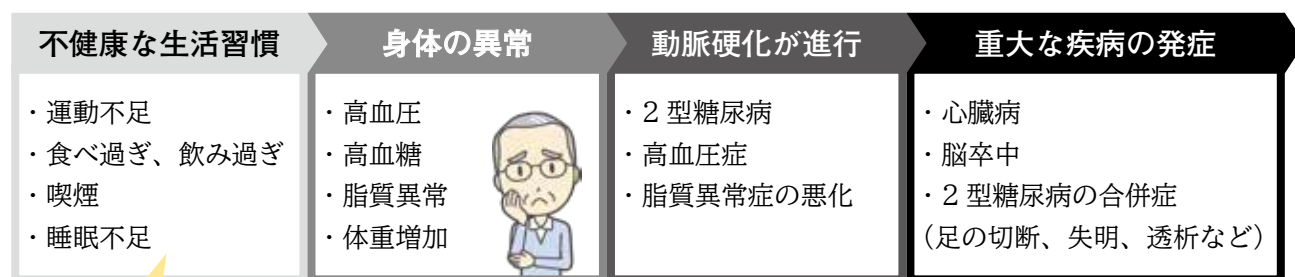 不健康な生活習慣
・運動不足
・食べ過ぎ、飲み過ぎ
・喫煙
・睡眠不足
身体の異常
・高血圧
・高血糖
・脂質異常
・体重増加
動脈硬化が進行
・2 型糖尿病
・高血圧症
・脂質異常症の悪化
重大な疾病の発症
・心臓病
・脳卒中
・2 型糖尿病の合併症
(足の切断、失明、透析など)